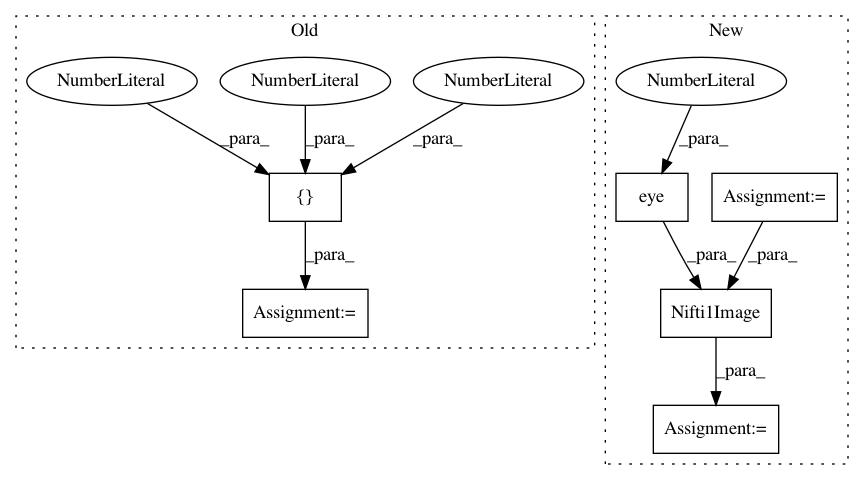 Old
New
NumberLiteral
NumberLiteral
NumberLiteral
NumberLiteral
_para_
_para_
_para_
_para_
{}
eye
Assignment:=
_para_
_para_
_para_
Assignment:=
Nifti1Image
_para_
Assignment:=